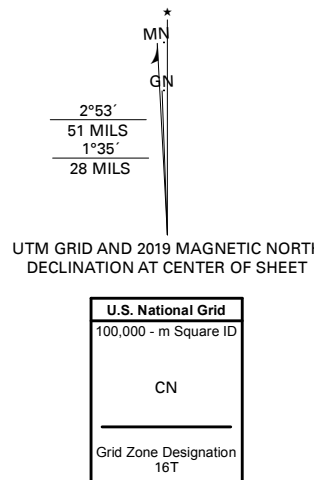 ★
MN
GN
2°53´
51 MILS
1°35´
28 MILS
UTM GRID AND 2019 MAGNETIC NORTH
DECLINATION AT CENTER OF SHEET
U.S. National Grid
100,000 - m Square ID
CN
Grid Zone Designation
16T